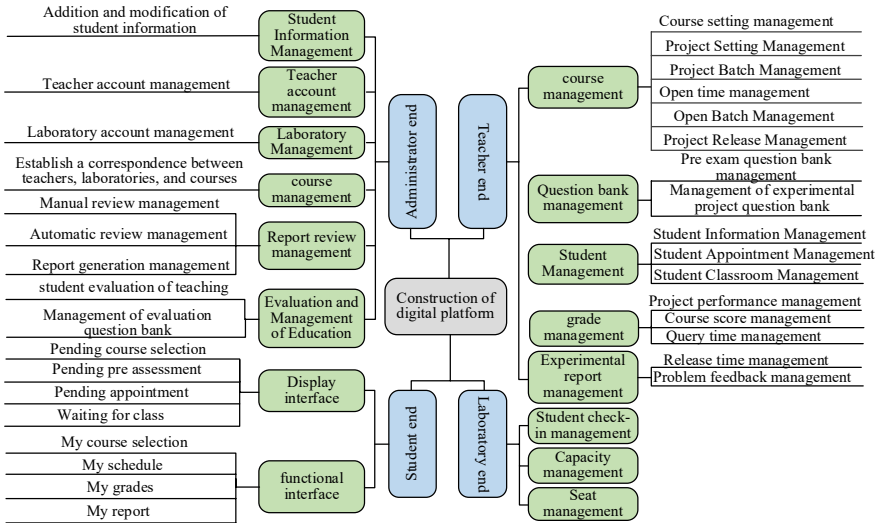 Addition and modification of
student information
Student
Information
Management
Teacher account management
Teacher
account
management
Laboratory account management
Laboratory
Management
Establish a correspondence between
teachers, laboratories, and courses
course
management
Manual review management
Automatic review management
Report generation management
Report review
management
student evaluation of teaching
Management of evaluation
question bank
Evaluation and
Management
of Education
Pending course selection
Pending pre assessment
Pending appointment
Waiting for class
Display
interface
My course selection
My schedule
My grades
My report
functional
interface
Administrator end
Teacher end
Construction of
digital platform
Student end
Laboratory end
course
management
Course setting management
Project Setting Management
Project Batch Management
Open time management
Open Batch Management
Project Release Management
Question bank
management
Pre exam question bank
management
Management of experimental
project question bank
Student
Management
Student Information Management
Student Appointment Management
Student Classroom Management
grade
management
Project performance management
Course score management
Query time management
Experimental
report
management
Release time management
Problem feedback management
Student check-
in management
Capacity
management
Seat
management